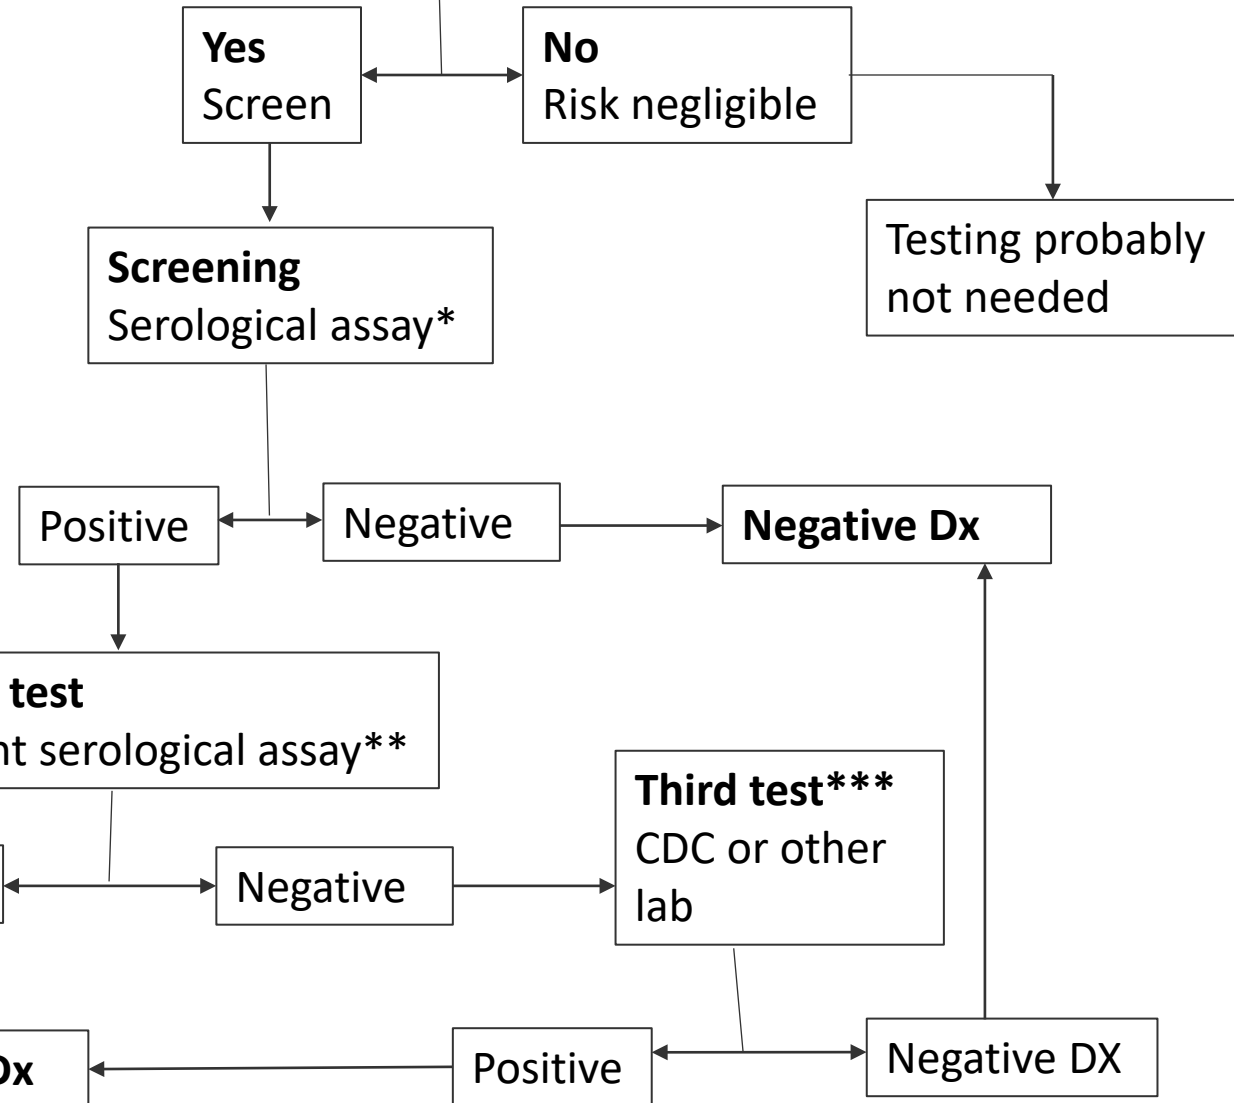 Yes
Screen
No
Risk negligible
Testing probably
not needed
Screening
Serological assay*
Positive
Negative
Negative Dx
test
serological assay**
Third test***
CDC or other
lab
Negative
Dx
Positive
Negative DX